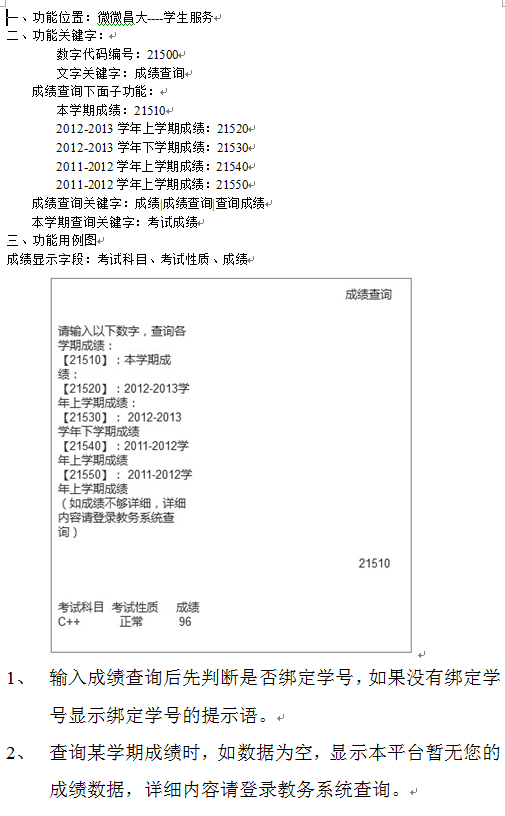 一、功能位置：微微昌大----学生服务
二、功能关键字：
数字代码编号：21500
文字关键字：成绩查询
成绩查询下面子功能：
本学期成绩：21510
2012-2013 学年上学期成绩：21520
2012-2013 学年下学期成绩：21530
2011-2012 学年上学期成绩：21540
2011-2012 学年上学期成绩：21550
成绩查询关键字：成绩|成绩查询|查询成绩
本学期查询关键字：考试成绩
三、功能用例图
成绩显示字段：考试科目、考试性质、成绩
成绩查询
请输入以下数字，查询各
学期成绩：
【21510】：本学期成
绩：
【21520】：2012-2013学
年上学期成绩：
【21530】： 2012-2013
学年下学期成绩
【21540】：2011-2012学
年上学期成绩
【21550】： 2011-2012学
年上学期成绩
（如成绩不够详细，详细
内容请登录教务系统查
询）
21510
考试科目 考试性质 成绩
C++ 正常 96
1、 输入成绩查询后先判断是否绑定学号，如果没有绑定学
号显示绑定学号的提示语。
2、 查询某学期成绩时，如数据为空，显示本平台暂无您的
成绩数据，详细内容请登录教务系统查询。